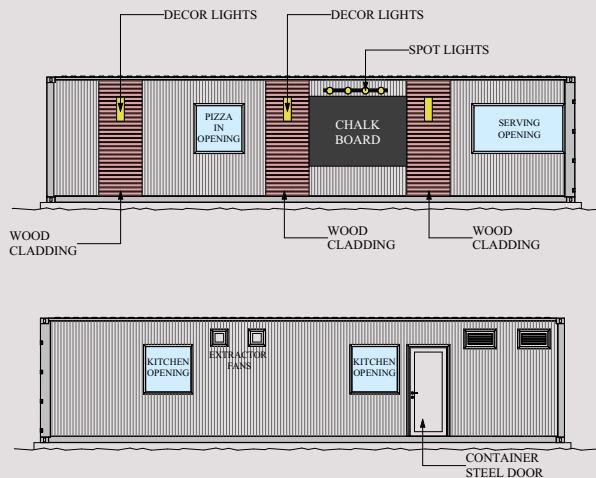 DECOR LIGHTS
DECOR LIGHTS
SPOT LIGHTS
PIZZA
IN
OPENING
CHALK
BOARD
SERVING
OPENING
WOOD
CLADDING
WOOD
CLADDING
WOOD
CLADDING
KITCHEN
OPENING
EXTRACTOR
FANS
KITCHEN
OPENING
CONTAINER
STEEL DOOR